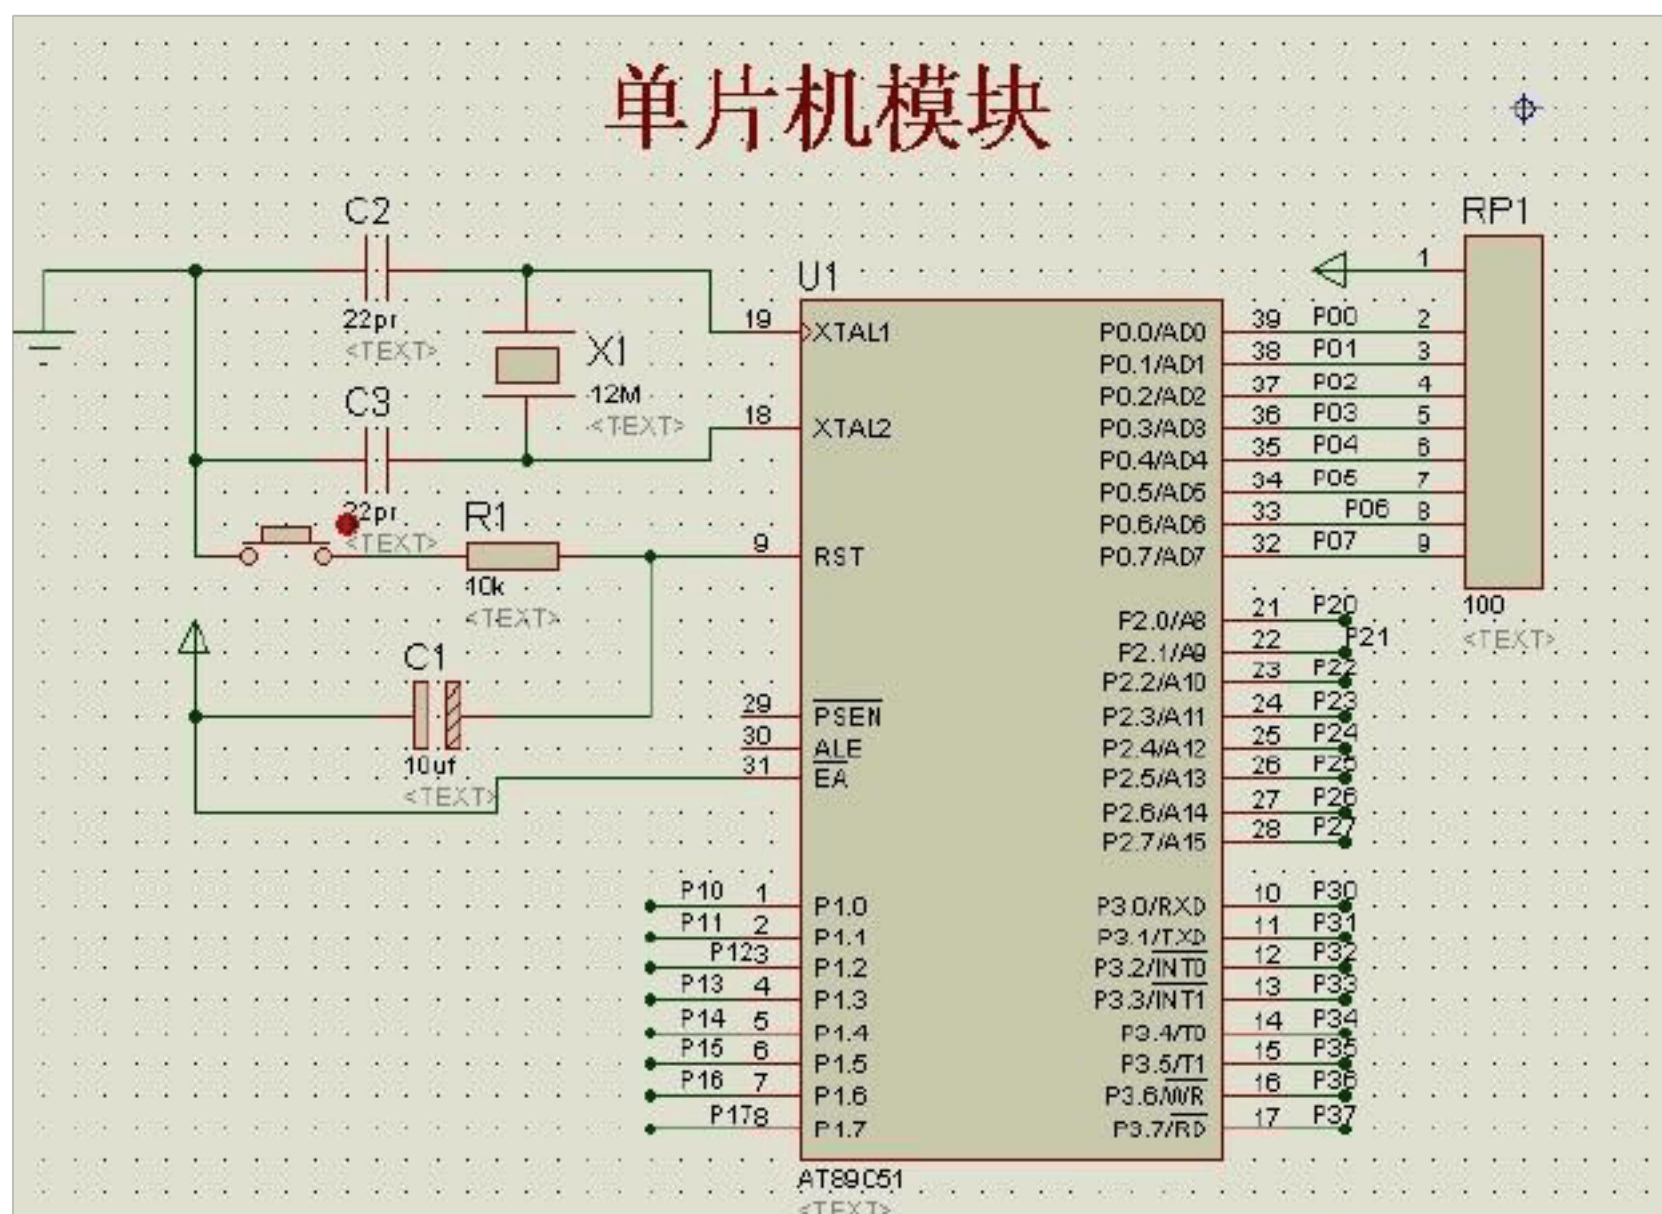 单片机模块
C2
22pf
<TEXT>
X1
12M
<TEXT>
C3
22pf
<TEXT>
R1
10k
<TEXT>
C1
10uf
<TEXT>
U1
19 XTAL1
18 XTAL2
9 RST
29 PSEN
30 ALE
31 EA
P10 1 P1.0
P11 2 P1.1
P12 3 P1.2
P13 4 P1.3
P14 5 P1.4
P15 6 P1.5
P16 7 P1.6
P17 8 P1.7
P0.0/AD0 39 P00 2
P0.1/AD1 38 P01 3
P0.2/AD2 37 P02 4
P0.3/AD3 36 P03 5
P0.4/AD4 35 P04 6
P0.5/AD5 34 P05 7
P0.6/AD6 33 P06 8
P0.7/AD7 32 P07 9
P2.0/A8 21 P20
P2.1/A9 22 P21
P2.2/A10 23 P22
P2.3/A11 24 P23
P2.4/A12 25 P24
P2.5/A13 26 P25
P2.6/A14 27 P26
P2.7/A15 28 P27
P3.0/RXD 10 P30
P3.1/TXD 11 P31
P3.2/INT0 12 P32
P3.3/INT1 13 P33
P3.4/T0 14 P34
P3.5/T1 15 P35
P3.6/WR 16 P36
P3.7/RD 17 P37
AT89C51
<TEXT>
RP1
1
100
<TEXT>